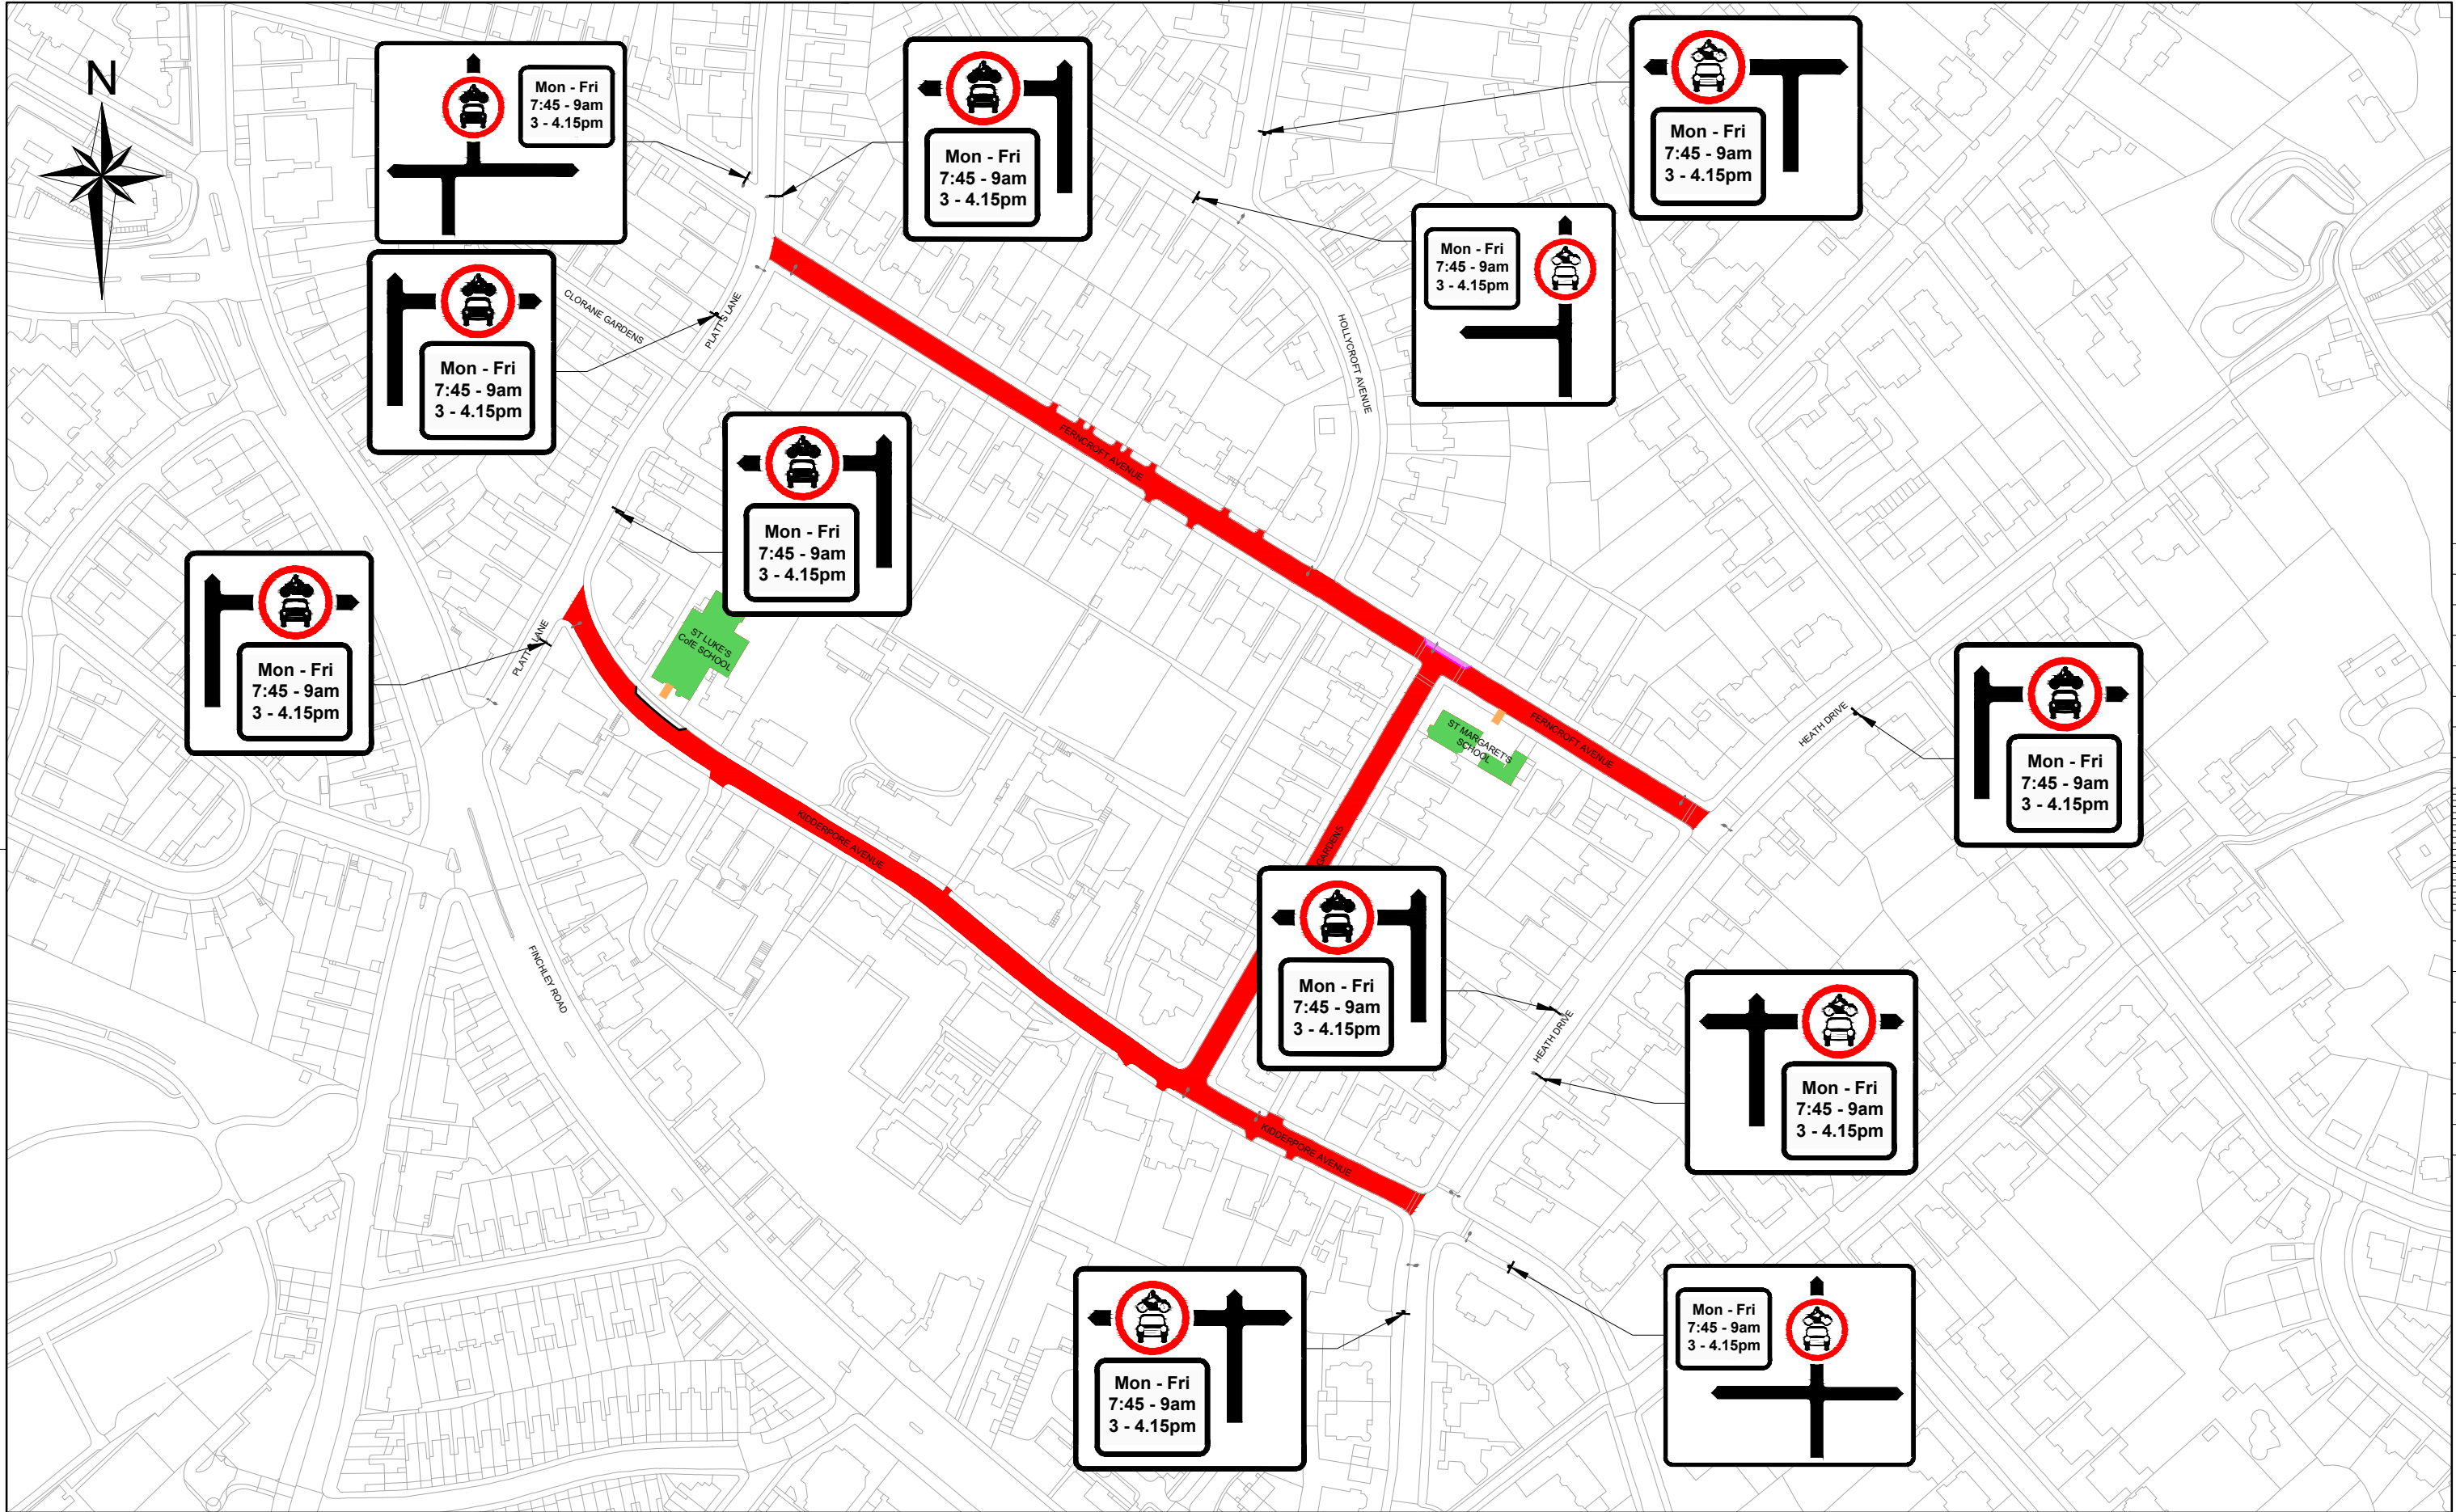 N
Mon - Fri
7:45 - 9am
3 - 4.15pm
Mon - Fri
7:45 - 9am
3 - 4.15pm
Mon - Fri
7:45 - 9am
3 - 4.15pm
Mon - Fri
7:45 - 9am
3 - 4.15pm
Mon - Fri
7:45 - 9am
3 - 4.15pm
CLORANE GARDENS
PLATT'S LANE
HOLLYCROFT AVENUE
FERNCROFT AVENUE
Mon - Fri
7:45 - 9am
3 - 4.15pm
Mon - Fri
7:45 - 9am
3 - 4.15pm
PLATT'S LANE
ST LUKE'S
CofE SCHOOL
ST MARGARET'S
SCHOOL
FERNCROFT AVENUE
HEATH DRIVE
Mon - Fri
7:45 - 9am
3 - 4.15pm
KIDDERPORE AVENUE
GARDENS
FINCHLEY ROAD
Mon - Fri
7:45 - 9am
3 - 4.15pm
HEATH DRIVE
Mon - Fri
7:45 - 9am
3 - 4.15pm
KIDDERPORE AVENUE
Mon - Fri
7:45 - 9am
3 - 4.15pm
Mon - Fri
7:45 - 9am
3 - 4.15pm